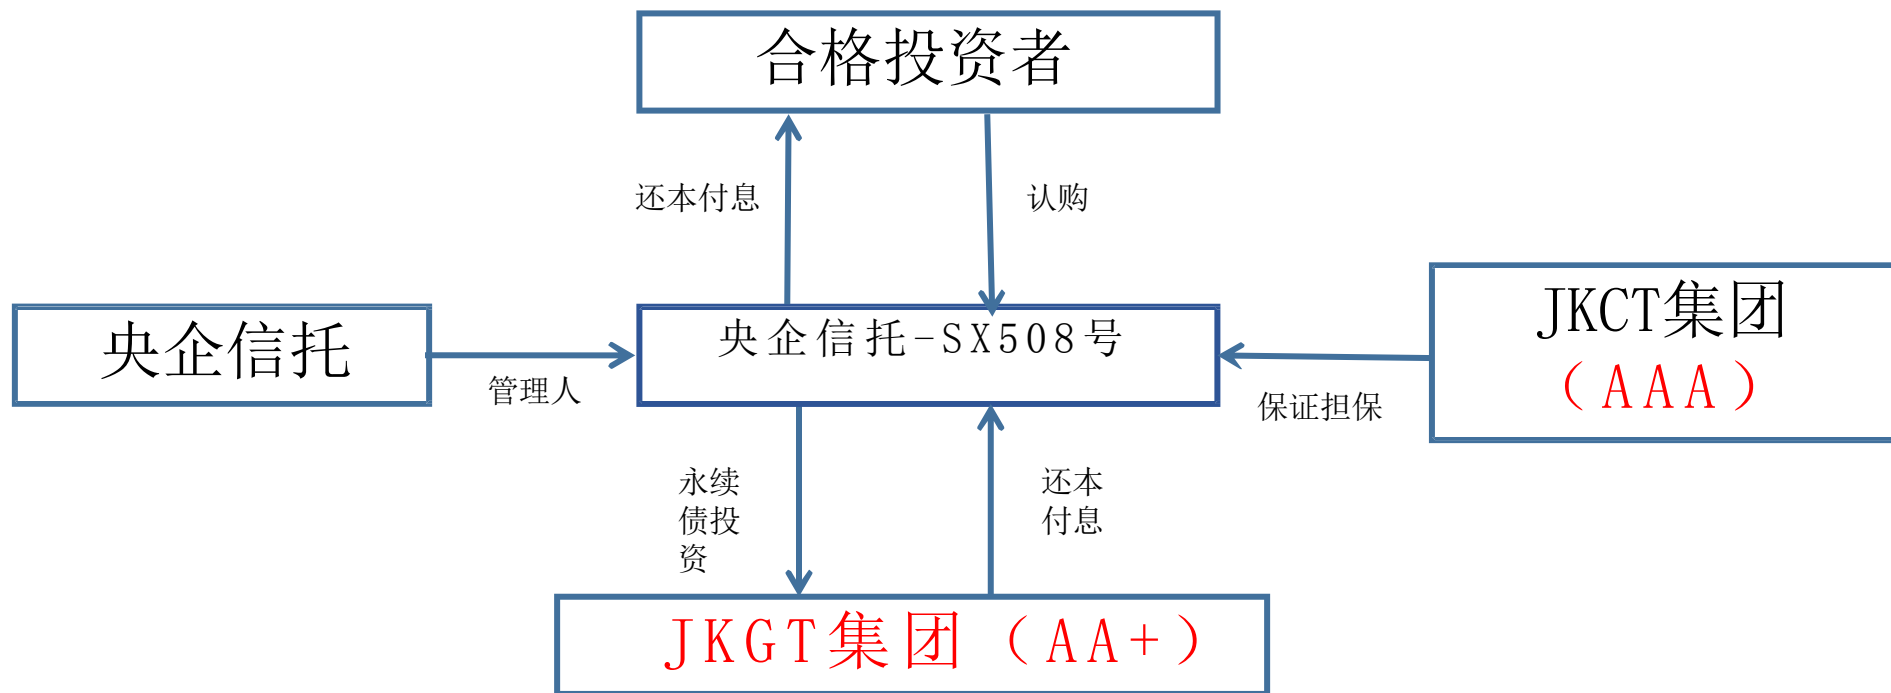 合格投资者
还本付息
认购
央企信托
管理人
央企信托-SX508号
保证担保
JKCT集团
（AAA）
永续
债投
资
还本
付息
JKGT集团（AA+）